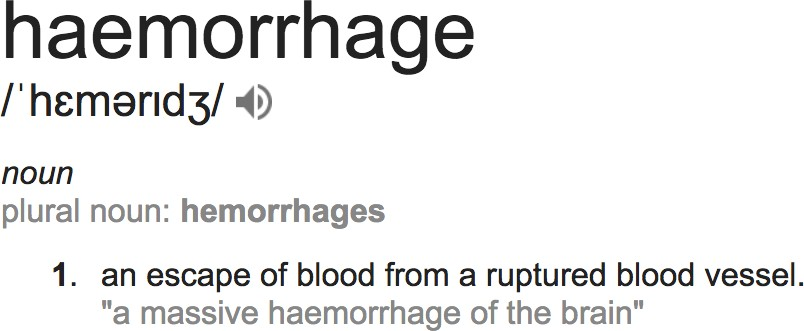 haemorrhage
/ˈhɛmərɪdʒ/
noun
plural noun: hemorrhages
1. an escape of blood from a ruptured blood vessel.
"a massive haemorrhage of the brain"